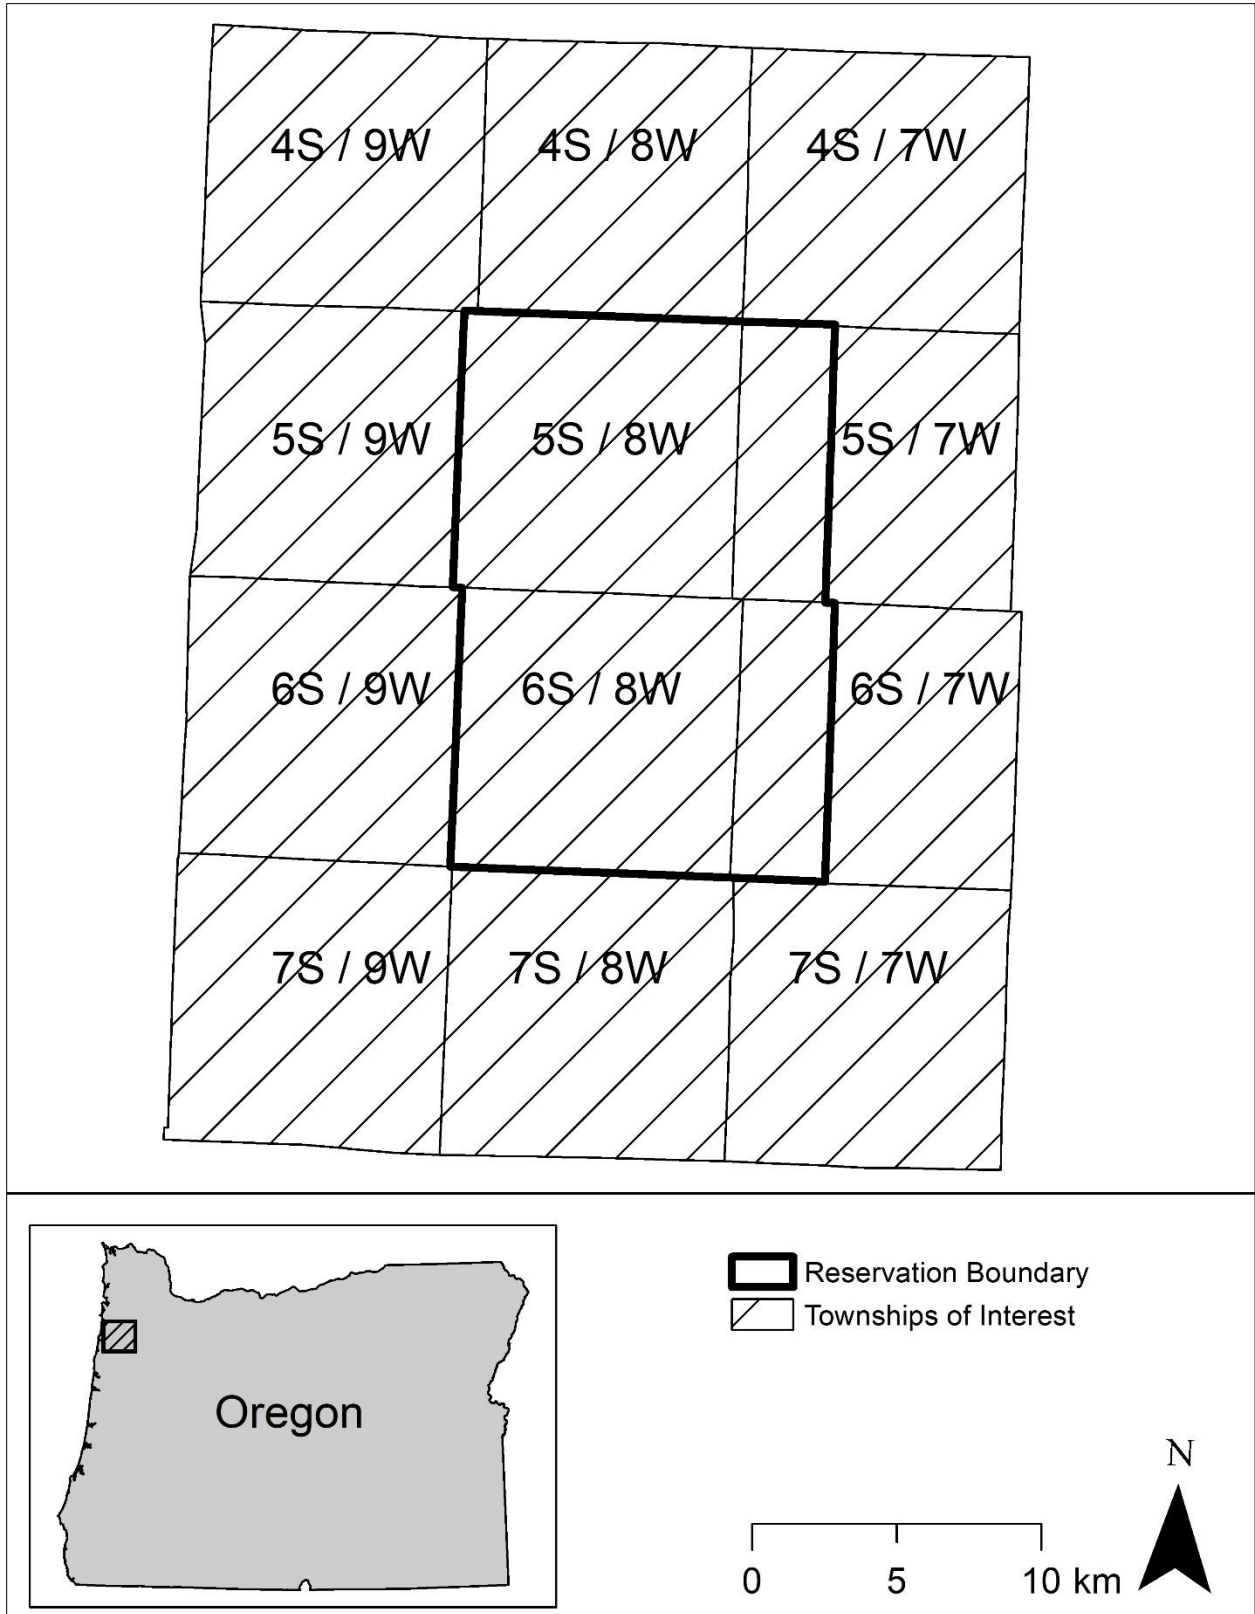 4S / 9W 4S / 8W 4S / 7W
5S / 9W 5S / 8W 5S / 7W
6S / 9W 6S / 8W 6S / 7W
7S / 9W 7S / 8W 7S / 7W
Oregon
Reservation Boundary
Townships of Interest
N
0 5 10 km